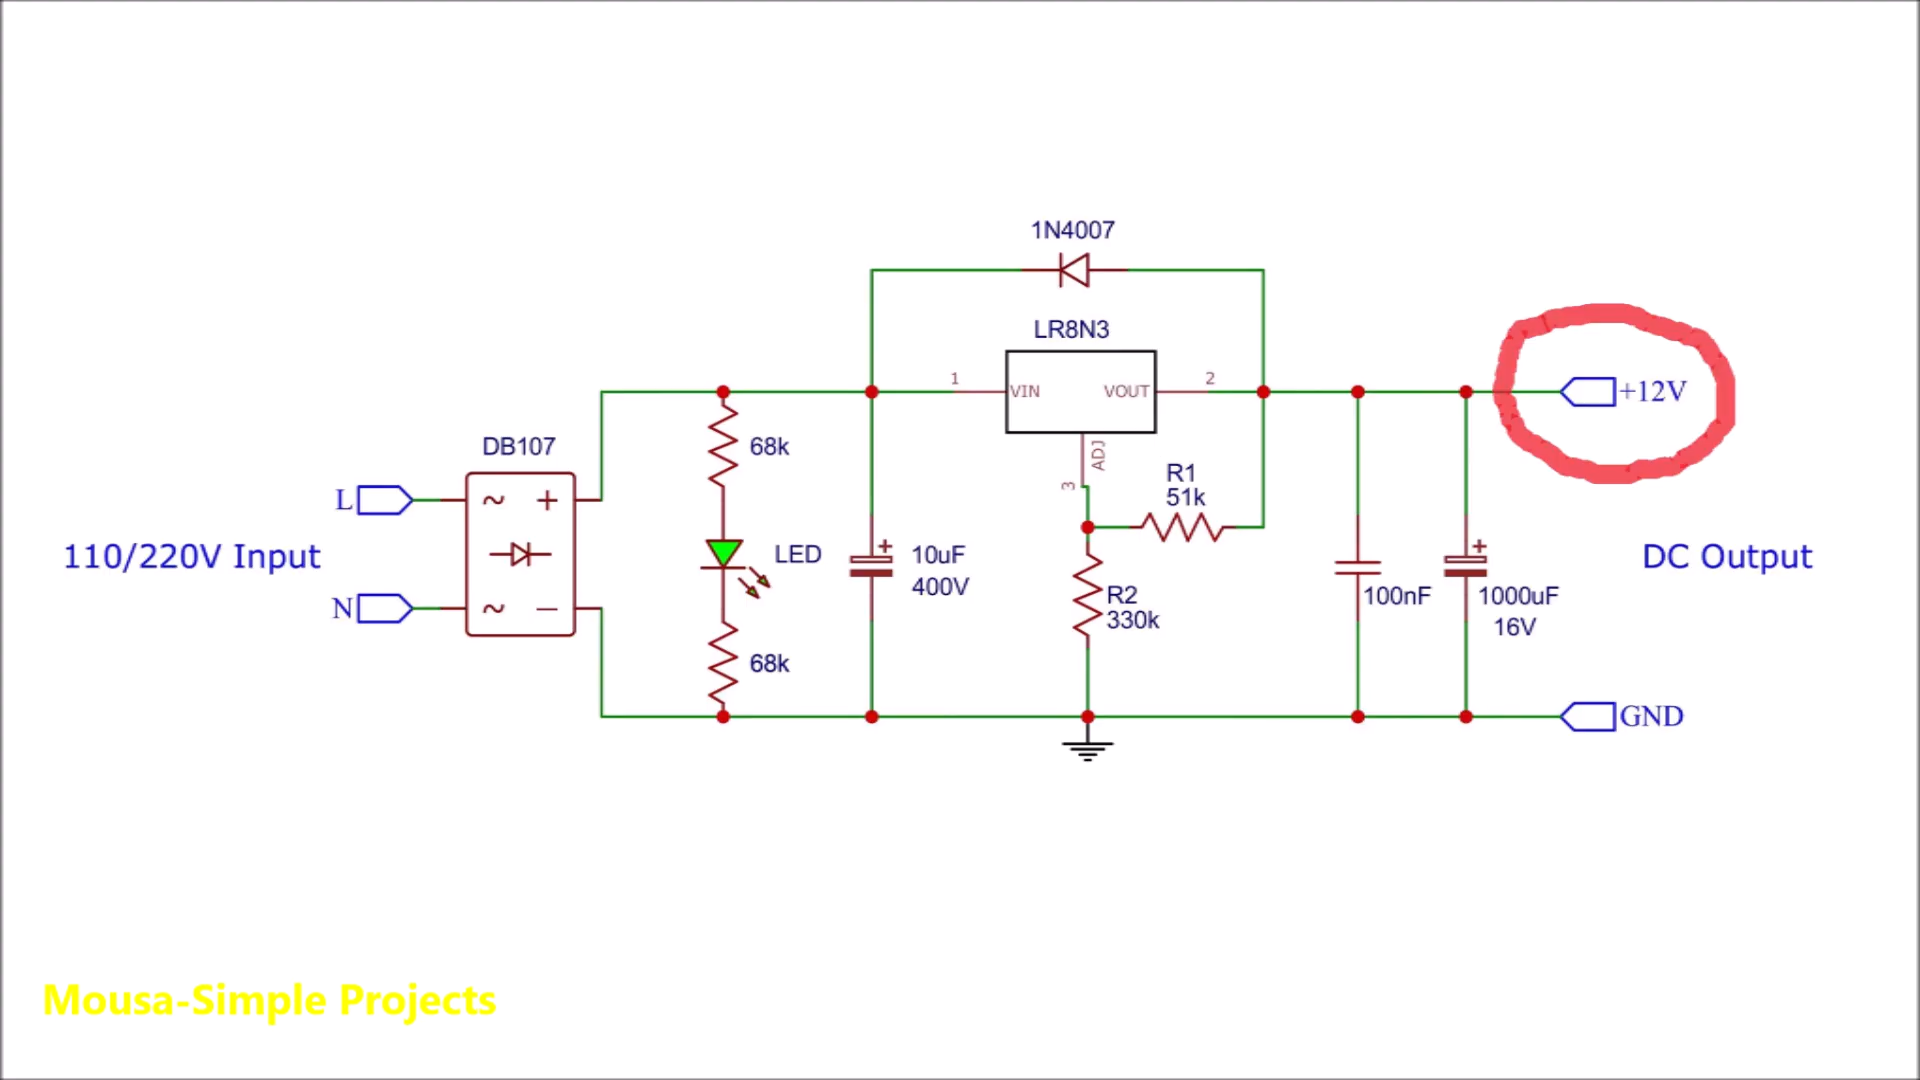 1N4007
LR8N3
1
VIN
VOUT
2
ADJ
3
+12V
DB107
68k
L
~ +
R1
51k
110/220V Input
LED
+
10uF
400V
+
DC Output
N
~ −
R2
330k
100nF
1000uF
16V
68k
GND
Mousa-Simple Projects